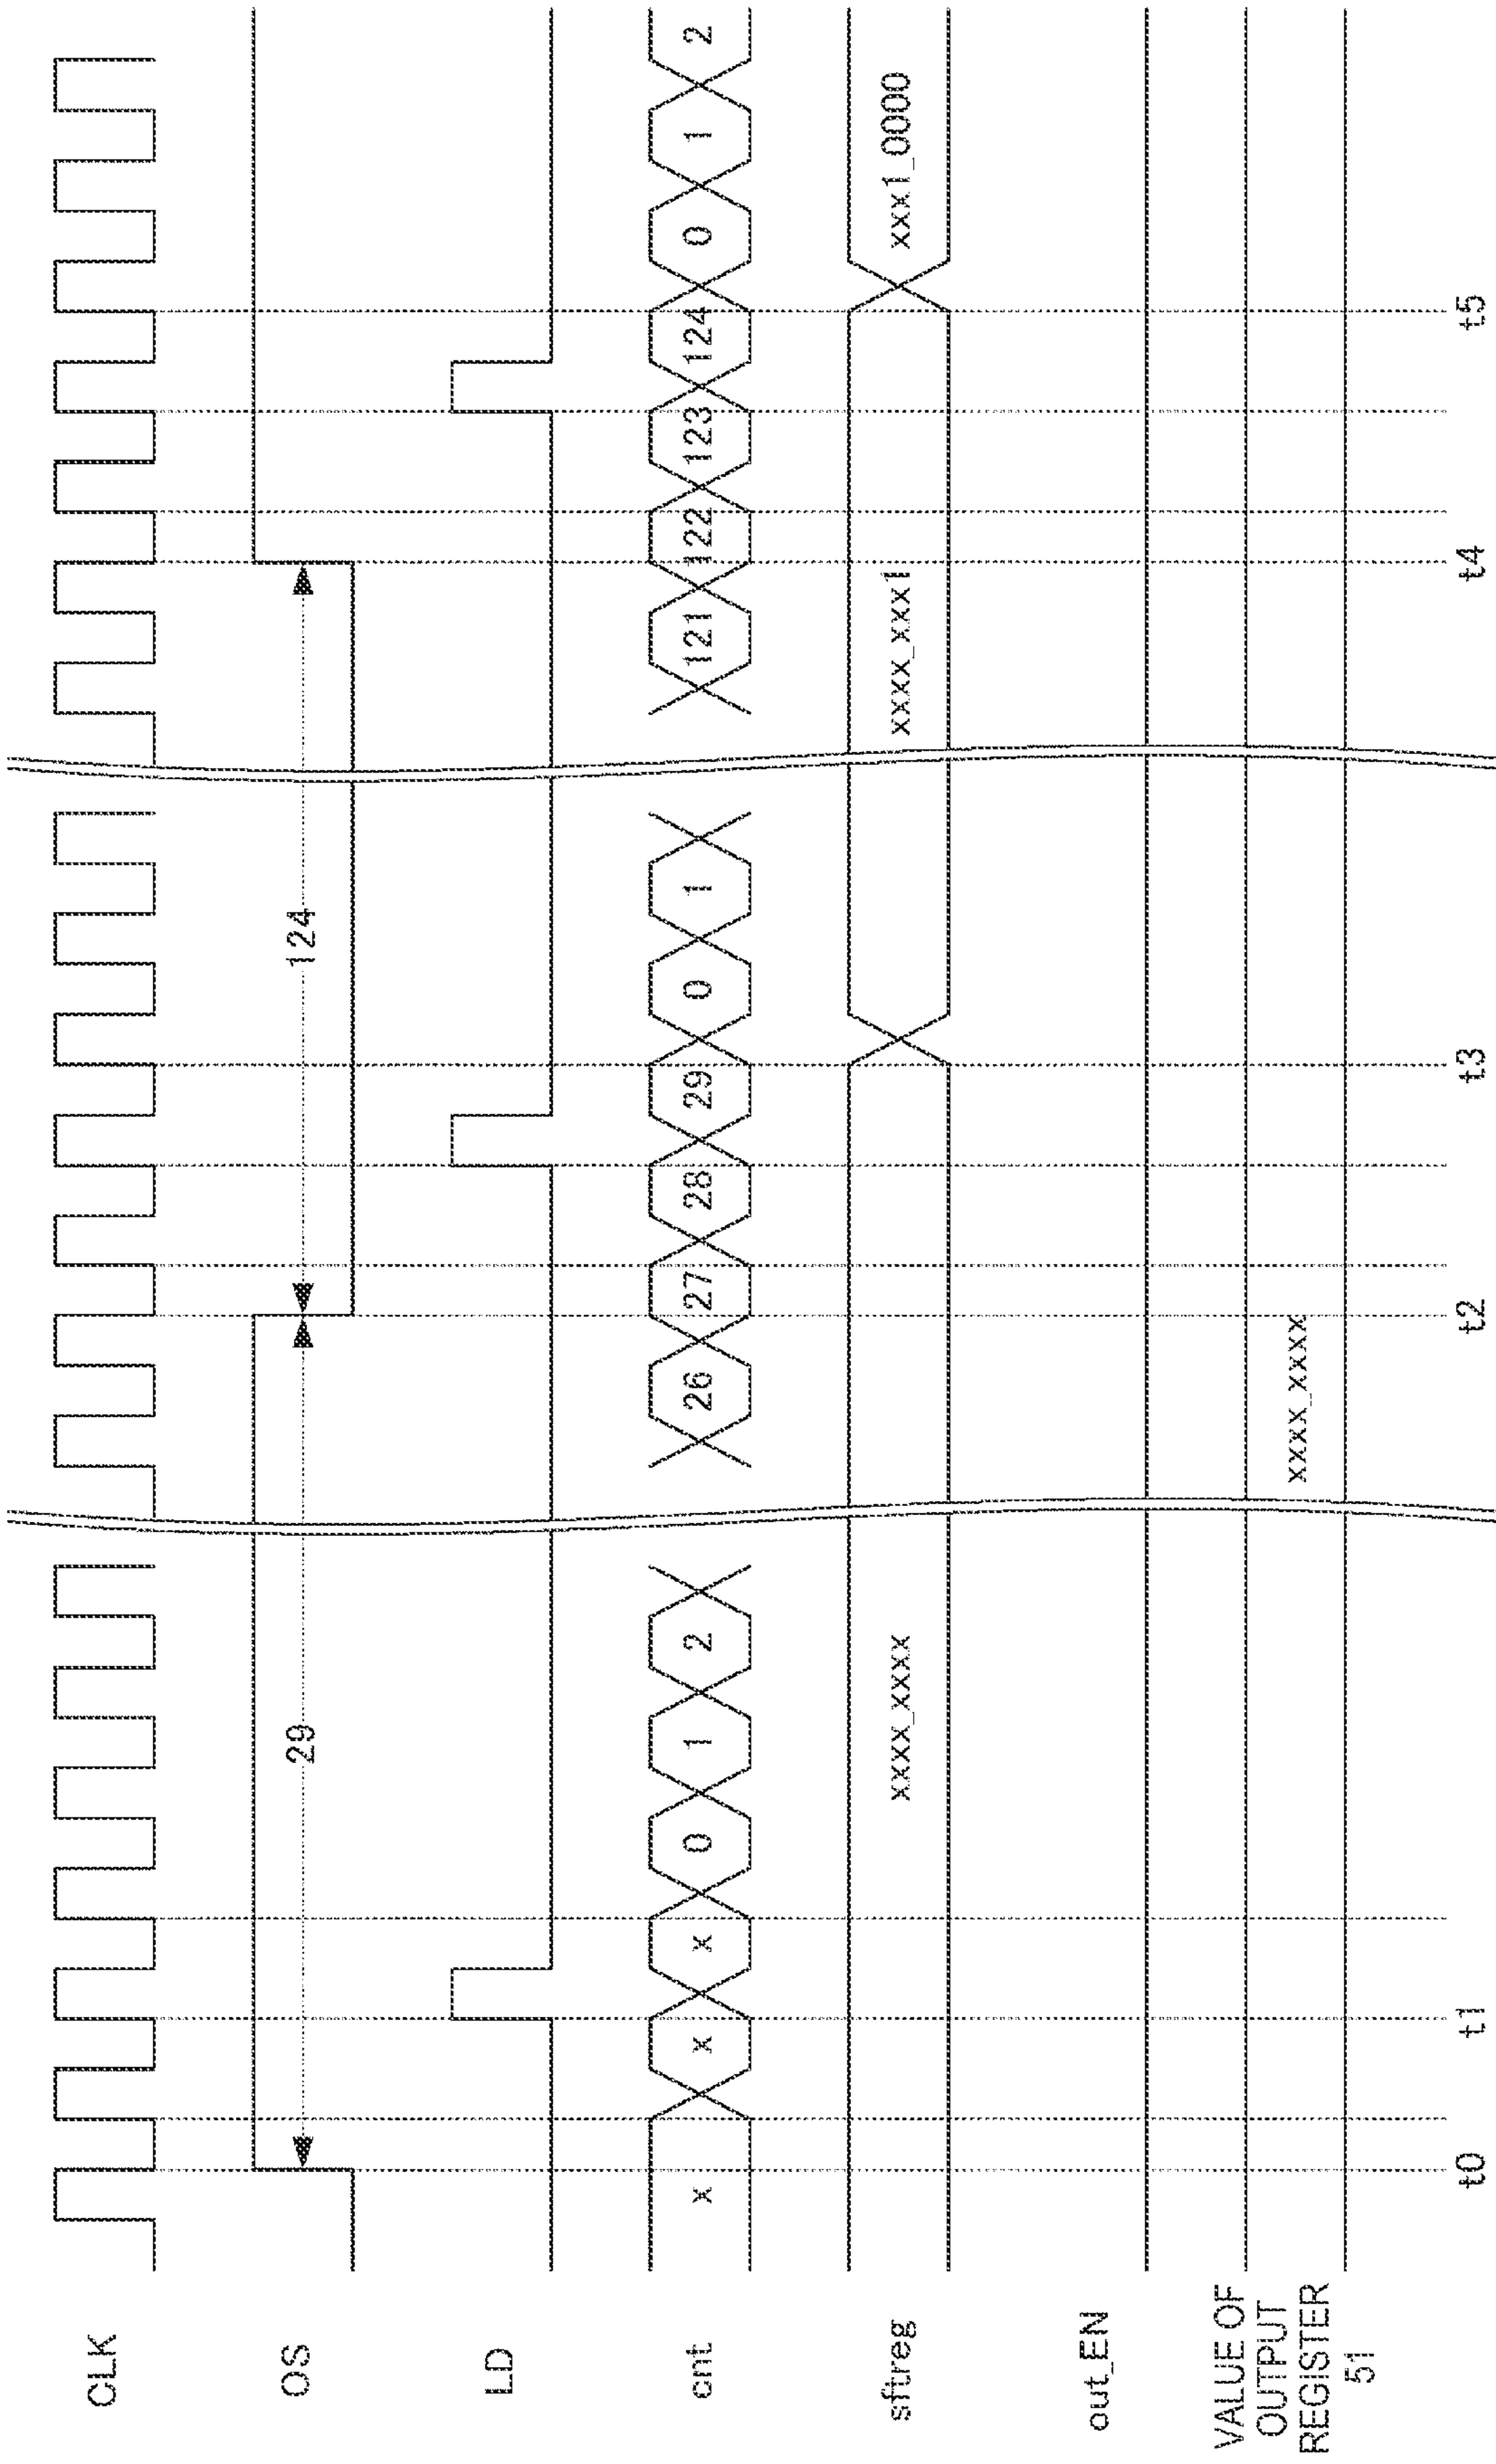 CLK
OS
29
124
LD
cnt
x
x
x
0
1
2
26
27
28
29
0
1
121
122
123
124
0
1
2
sftreg
xxxx_xxxx
xxxx_xxx1
xxx1_0000
out_EN
VALUE OF
OUTPUT
REGISTER
51
xxxx_xxxx
t0
t1
t2
t3
t4
t5